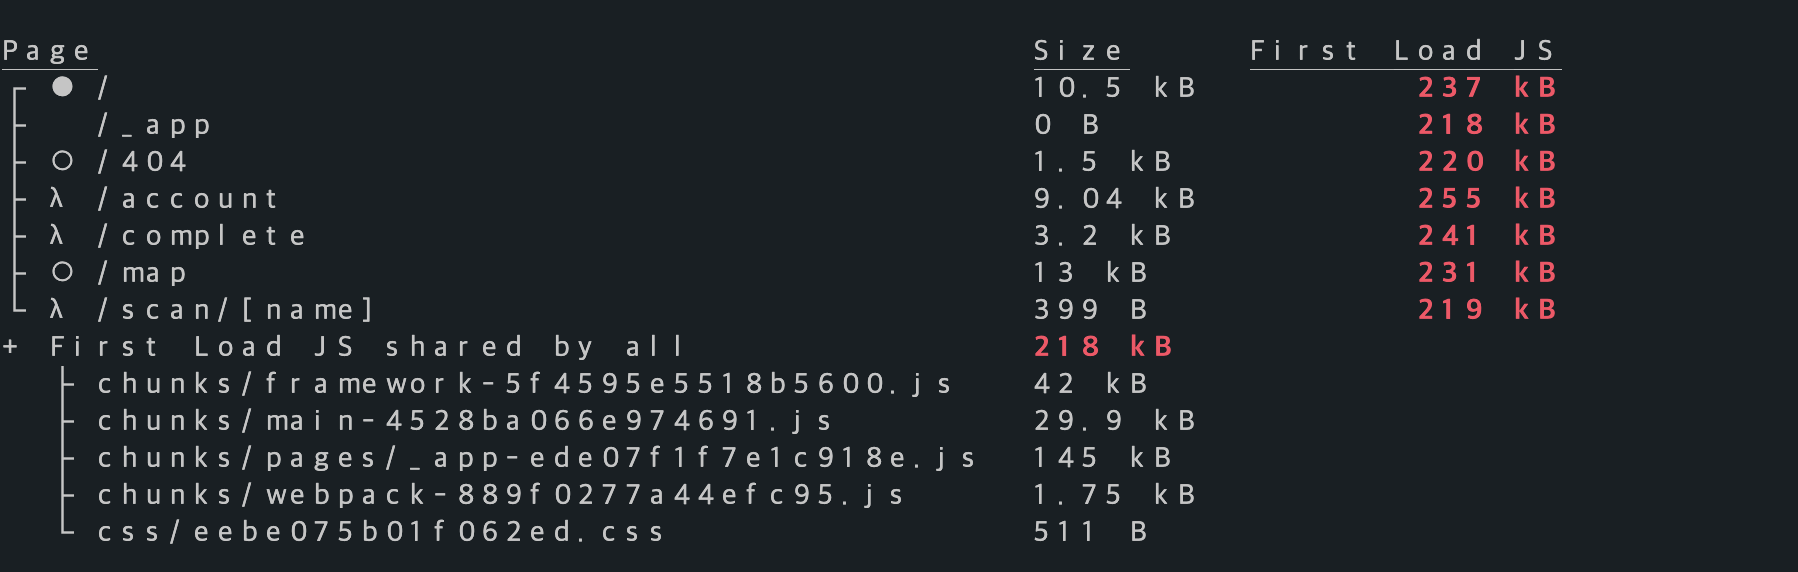 Page Size First Load JS
┌ ● / 10.5 kB 237 kB
├ /_app 0 B 218 kB
├ ○ /404 1.5 kB 220 kB
├ λ /account 9.04 kB 255 kB
├ λ /complete 3.2 kB 241 kB
├ ○ /map 13 kB 231 kB
└ λ /scan/[name] 399 B 219 kB
+ First Load JS shared by all 218 kB
├ chunks/framework-5f4595e5518b5600.js 42 kB
├ chunks/main-4528ba066e974691.js 29.9 kB
├ chunks/pages/_app-ede07f1f7e1c918e.js 145 kB
├ chunks/webpack-889f0277a44efc95.js 1.75 kB
└ css/eebe075b01f062ed.css 511 B